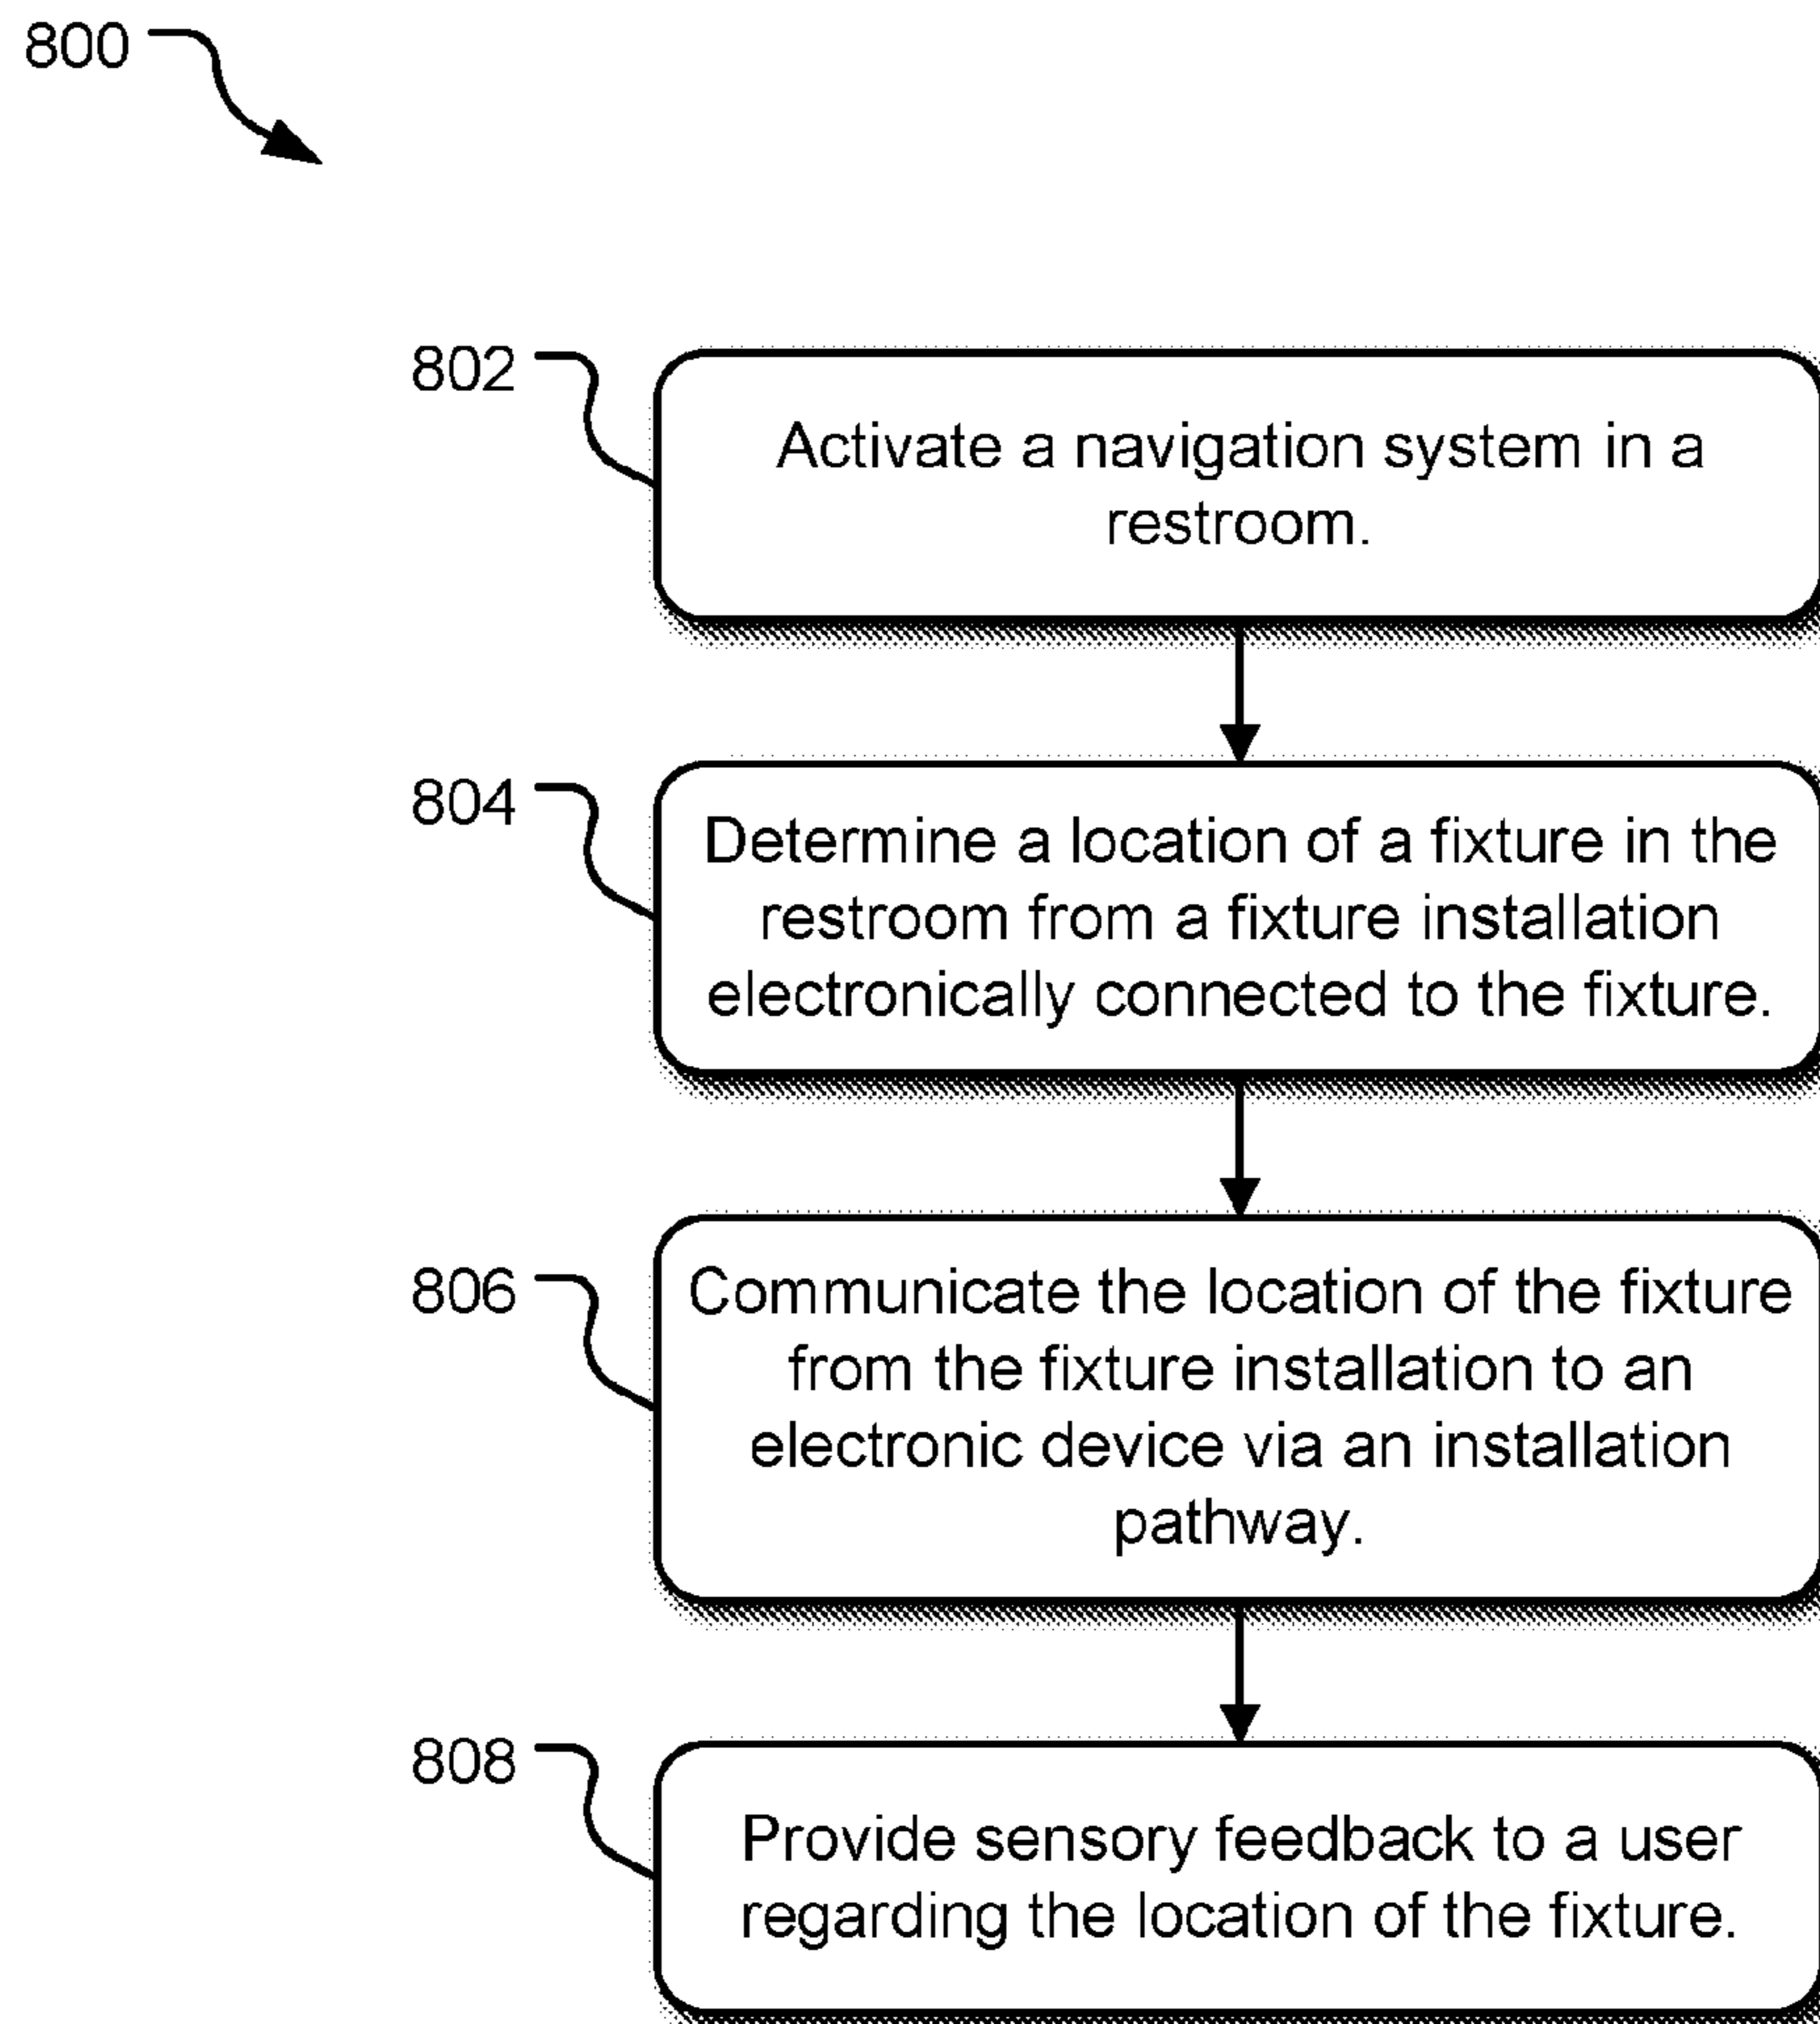 800
802
Activate a navigation system in a
restroom.
804
Determine a location of a fixture in the
restroom from a fixture installation
electronically connected to the fixture.
806
Communicate the location of the fixture
from the fixture installation to an
electronic device via an installation
pathway.
808
Provide sensory feedback to a user
regarding the location of the fixture.